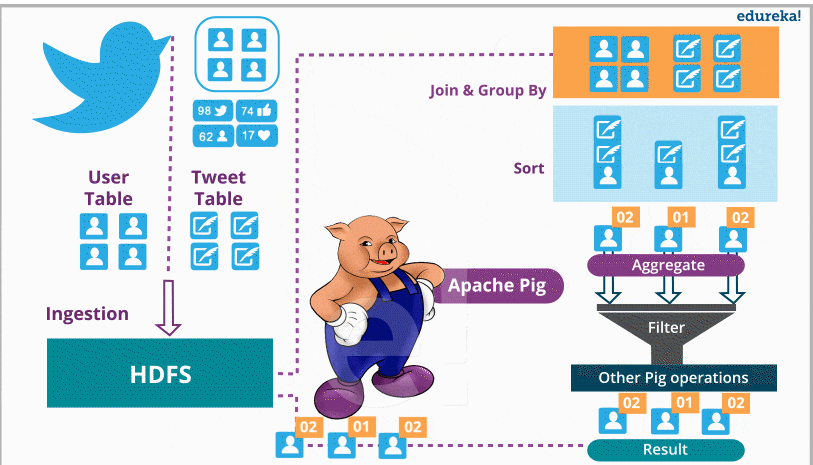 edureka!
98
74
62
17
Join & Group By
Sort
User
Table
Tweet
Table
02
01
02
Aggregate
Apache Pig
Ingestion
Filter
HDFS
Other Pig operations
02
01
02
02
01
02
Result